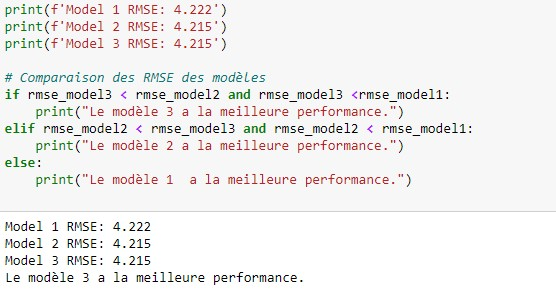 print(f'Model 1 RMSE: 4.222')
print(f'Model 2 RMSE: 4.215')
print(f'Model 3 RMSE: 4.215')
# Comparaison des RMSE des modèles
if rmse_model3 < rmse_model2 and rmse_model3 <rmse_model1:
    print("Le modèle 3 a la meilleure performance.")
elif rmse_model2 < rmse_model3 and rmse_model2 < rmse_model1:
    print("Le modèle 2 a la meilleure performance.")
else:
    print("Le modèle 1  a la meilleure performance.")
Model 1 RMSE: 4.222
Model 2 RMSE: 4.215
Model 3 RMSE: 4.215
Le modèle 3 a la meilleure performance.